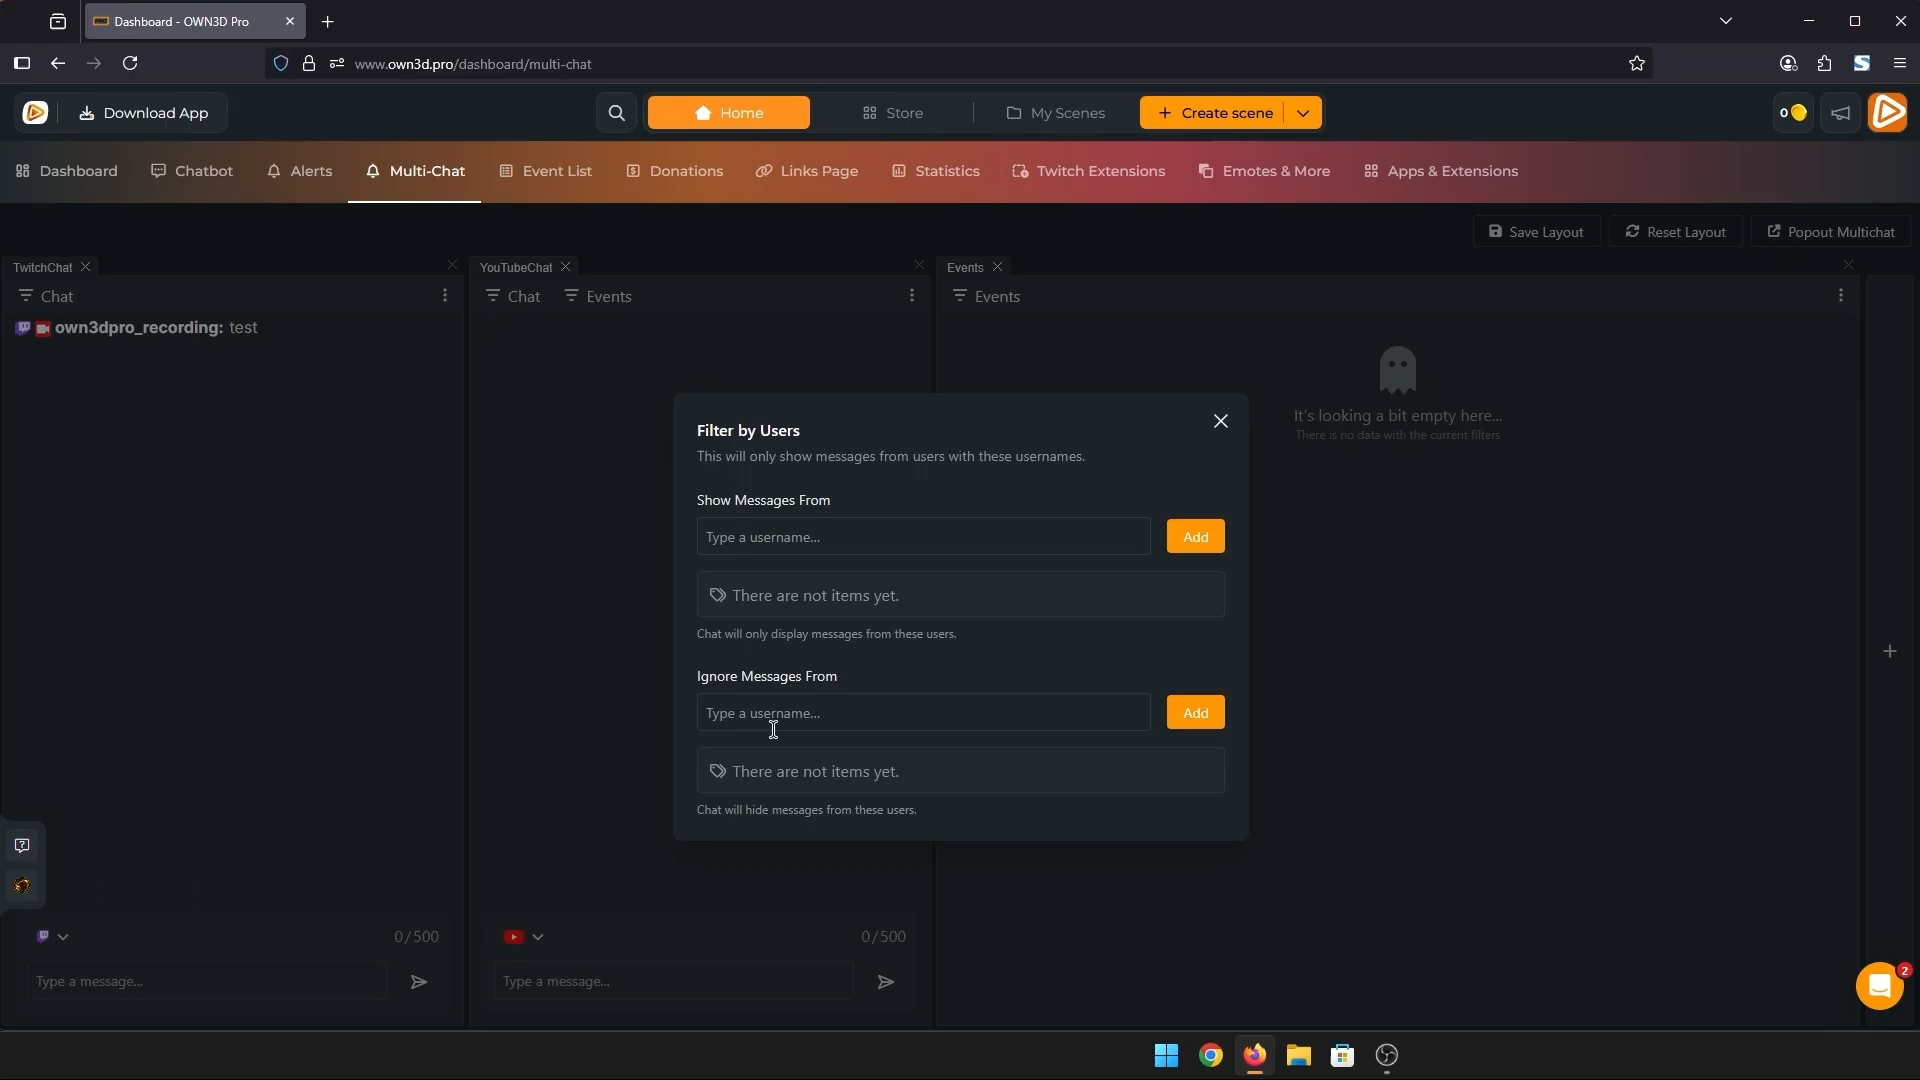 Dashboard - OWN3D Pro
www.own3d.pro/dashboard/multi-chat
Download App
Home
Store
My Scenes
Create scene
0
Dashboard
Chatbot
Alerts
Multi-Chat
Event List
Donations
Links Page
Statistics
Twitch Extensions
Emotes & More
Apps & Extensions
Save Layout
Reset Layout
Popout Multichat
TwitchChat
YouTubeChat
Events
Chat
Chat
Events
Events
own3dpro_recording: test
It's looking a bit empty here...
There is no data with the current filters
Filter by Users
This will only show messages from users with these usernames.
Show Messages From
Type a username...
Add
There are not items yet.
Chat will only display messages from these users.
Ignore Messages From
Type a username...
Add
There are not items yet.
Chat will hide messages from these users.
0/500
0/500
Type a message...
Type a message...
2